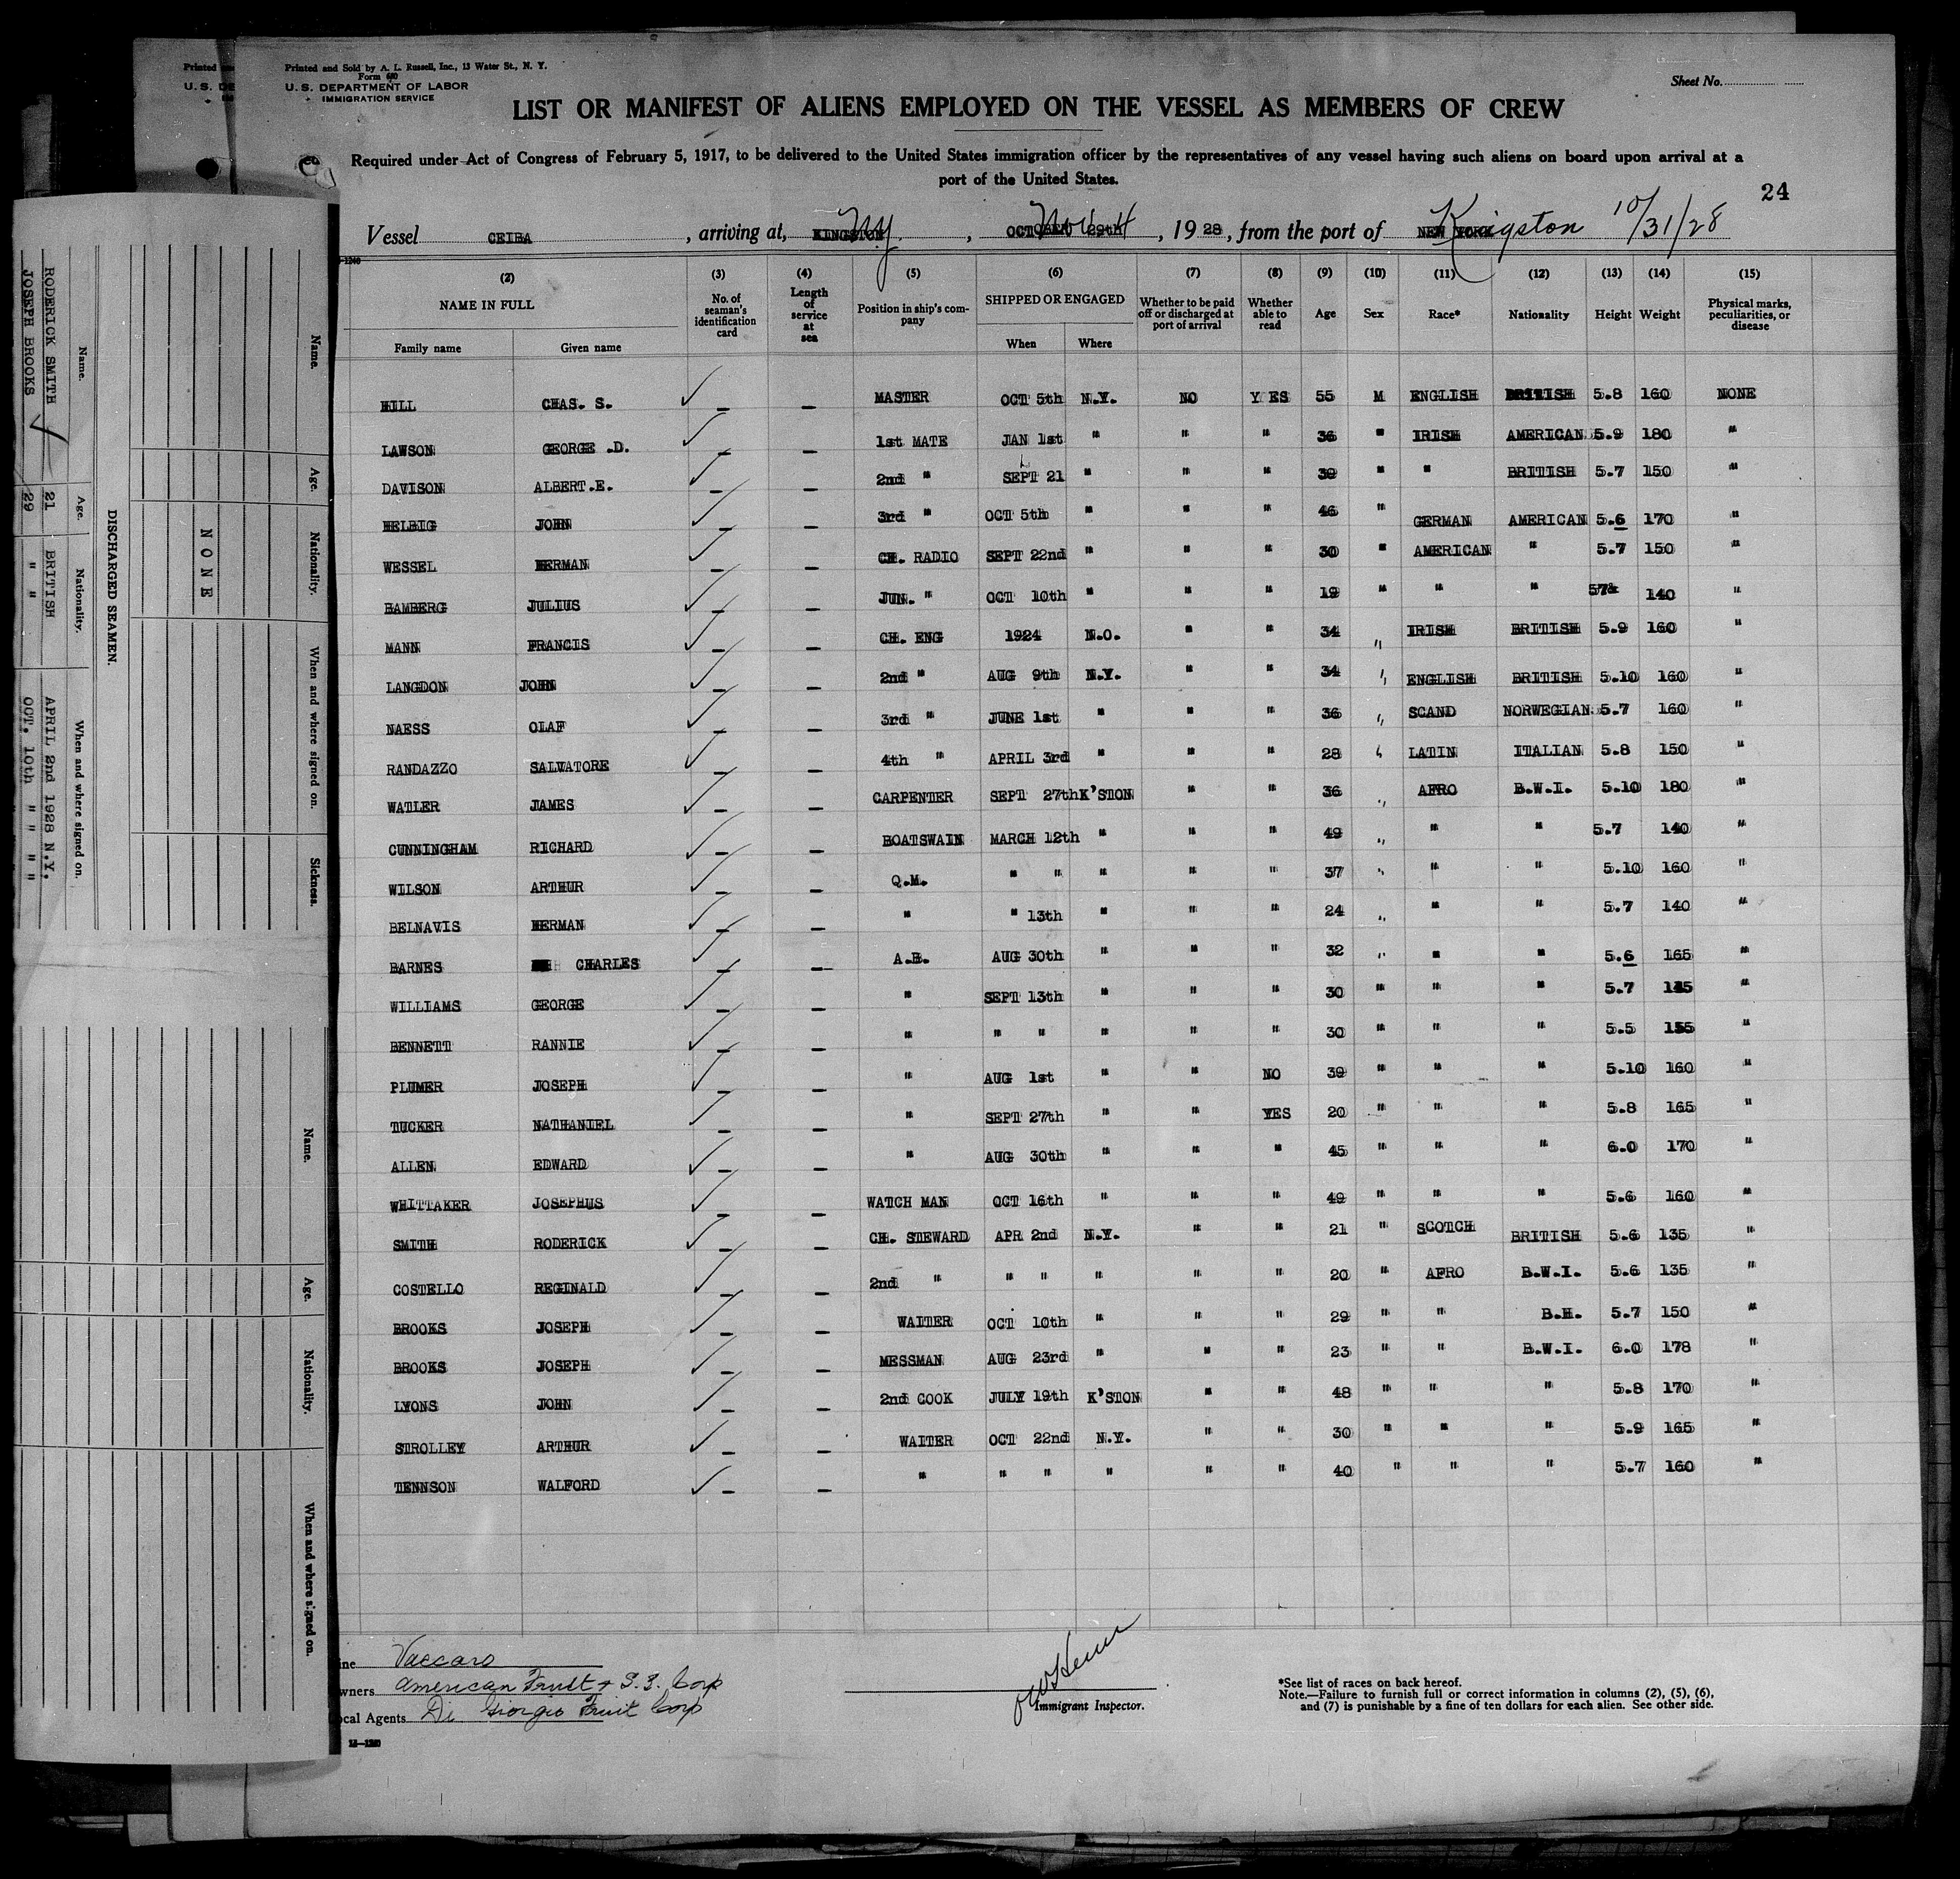 Printed and Sold by A. L. Russell, Inc., 13 Water St., N. Y.
Form 680
U. S. DEPARTMENT OF LABOR
IMMIGRATION SERVICE
Sheet No.
LIST OR MANIFEST OF ALIENS EMPLOYED ON THE VESSEL AS MEMBERS OF CREW
Required under Act of Congress of February 5, 1917, to be delivered to the United States immigration officer by the representatives of any vessel having such aliens on board upon arrival at a
port of the United States.
24
Vessel CEIBA, arriving at, KINGSTON NY, OCTOBER 29th, 1928, from the port of NEW YORK Kingston 10/31/28
(2) (3) (4) (5) (6) (7) (8) (9) (10) (11) (12) (13) (14) (15)
NAME IN FULL No. of seaman's identification card Length of service at sea Position in ship's company SHIPPED OR ENGAGED Whether to be paid off or discharged at port of arrival Whether able to read Age Sex Race* Nationality Height Weight Physical marks, peculiarities, or disease
Family name Given name When Where
HILL CHAS. S. ✓ — — MASTER OCT 5th N.Y. NO YES 55 M ENGLISH BRITISH 5.8 160 NONE
LAWSON GEORGE .D. ✓ — — 1st MATE JAN 1st " " " 36 " IRISH AMERICAN 5.9 180 "
DAVISON ALBERT.E. ✓ — — 2nd " SEPT 21 " " " 39 " " BRITISH 5.7 150 "
HELBIG JOHN ✓ — — 3rd " OCT 5th " " " 46 " GERMAN AMERICAN 5.6 170 "
WESSEL HERMAN ✓ — — CH. RADIO SEPT 22nd " " " 30 " AMERICAN " 5.7 150 "
BAMBERG JULIUS ✓ — — JUN. " OCT 10th " " " 19 " " " 140 "
MANN FRANCIS ✓ — — CH. ENG 1924 N.O. " " 34 " IRISH BRITISH 5.9 160 "
LANGDON JOHN ✓ — — 2nd " AUG 9th N.Y. " " 34 " ENGLISH BRITISH 5.10 160 "
NAESS OLAF ✓ — — 3rd " JUNE 1st " " " 36 " SCAND NORWEGIAN 5.7 160 "
RANDAZZO SALVATORE ✓ — — 4th " APRIL 3rd " " " 28 " LATIN ITALIAN 5.8 150 "
WATLER JAMES ✓ — — CARPENTER SEPT 27th K'STON " " 36 " AFRO B.W.I. 5.10 180 "
CUNNINGHAM RICHARD ✓ — — BOATSWAIN MARCH 12th " " " 49 " " " 5.7 140 "
WILSON ARTHUR ✓ — — Q.M. " " " " " 37 " " " 5.10 160 "
BELNAVIS HERMAN ✓ — — " " 13th " " " 24 " " " 5.7 140 "
BARNES CHARLES ✓ — — A.B. AUG 30th " " " 32 " " " 5.6 165 "
WILLIAMS GEORGE ✓ — — " SEPT 13th " " " 30 " " " 5.7 "
BENNETT RANNIE ✓ — — " " " " " " 30 " " " 5.5 155 "
PLUMER JOSEPH ✓ — — " AUG 1st " " NO 39 " " " 5.10 160 "
TUCKER NATHANIEL ✓ — — " SEPT 27th " " YES 20 " " " 5.8 165 "
ALLEN EDWARD ✓ — — " AUG 30th " " " 45 " " " 6.0 170 "
WHITTAKER JOSEPHUS ✓ — — WATCH MAN OCT 16th " " " 49 " " " 5.6 160 "
SMITH RODERICK ✓ — — CH. STEWARD APR 2nd N.Y. " " 21 " SCOTCH BRITISH 5.6 135 "
COSTELLO REGINALD ✓ — — 2nd " " " " " " 20 " AFRO B.W.I. 5.6 135 "
BROOKS JOSEPH ✓ — — WAITER OCT 10th " " " 29 " " B.H. 5.7 150 "
BROOKS JOSEPH ✓ — — MESSMAN AUG 23rd " " " 23 " " B.W.I. 6.0 178 "
LYONS JOHN ✓ — — 2nd COOK JULY 19th K'STON " " 48 " " " 5.8 170 "
STROLLEY ARTHUR ✓ — — WAITER OCT 22nd N.Y. " " 30 " " " 5.9 165 "
TENNSON WALFORD ✓ — — " " " " " " 40 " " " 5.7 160 "
ine Vaccaro
wners American Fruit & S.S. Corp
ocal Agents Di Giorgio Fruit Corp
Immigrant Inspector.
*See list of races on back hereof.
Note.—Failure to furnish full or correct information in columns (2), (5), (6),
and (7) is punishable by a fine of ten dollars for each alien. See other side.
Name. Age. Nationality. When and where signed on. Sickness.
NONE
DISCHARGED SEAMEN.
Name. Age. Nationality. When and where signed on.
RODERICK SMITH 21 BRITISH APRIL 2nd 1928 N.Y.
JOSEPH BROOKS ✓ 29 " " OCT. 10th " " "
Name. Age. Nationality. When and where signed on.